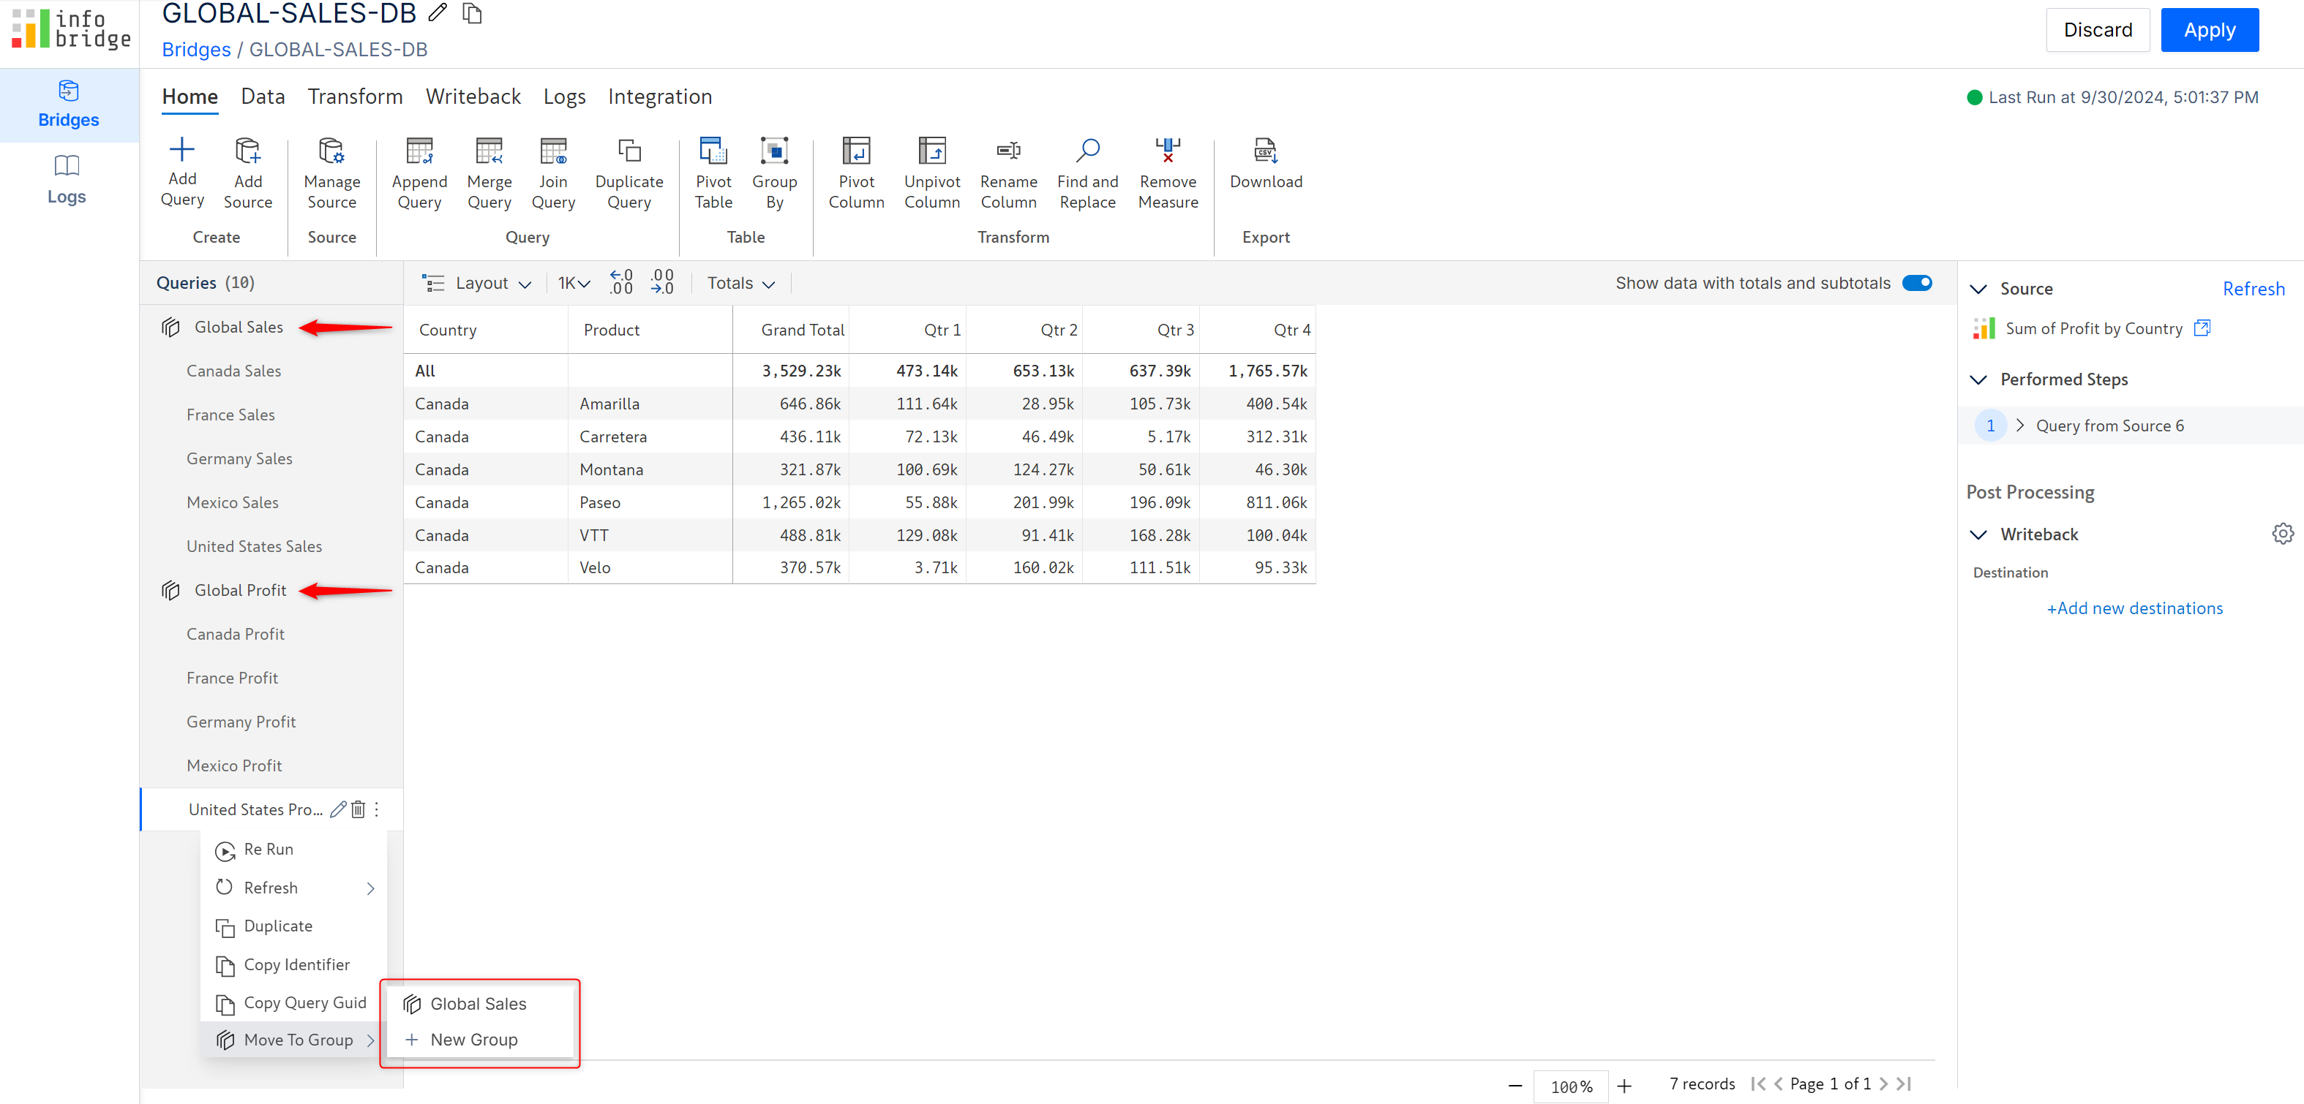 info
bridge
GLOBAL-SALES-DB
Bridges / GLOBAL-SALES-DB
Discard
Apply
Bridges
Logs
Home Data Transform Writeback Logs Integration
Last Run at 9/30/2024, 5:01:37 PM
Add
Query
Add
Source
Create
Manage
Source
Source
Append
Query
Merge
Query
Join
Query
Duplicate
Query
Query
Pivot
Table
Group
By
Table
Pivot
Column
Unpivot
Column
Rename
Column
Find and
Replace
Remove
Measure
Transform
CSV
Download
Export
Queries (10)
Global Sales
Canada Sales
France Sales
Germany Sales
Mexico Sales
United States Sales
Global Profit
Canada Profit
France Profit
Germany Profit
Mexico Profit
United States Pro...
Re Run
Refresh
Duplicate
Copy Identifier
Copy Query Guid
Move To Group
Global Sales
+ New Group
Layout 1K .0 .00 .00 .0 Totals
Show data with totals and subtotals
Country Product Grand Total Qtr 1 Qtr 2 Qtr 3 Qtr 4
All 3,529.23k 473.14k 653.13k 637.39k 1,765.57k
Canada Amarilla 646.86k 111.64k 28.95k 105.73k 400.54k
Canada Carretera 436.11k 72.13k 46.49k 5.17k 312.31k
Canada Montana 321.87k 100.69k 124.27k 50.61k 46.30k
Canada Paseo 1,265.02k 55.88k 201.99k 196.09k 811.06k
Canada VTT 488.81k 129.08k 91.41k 168.28k 100.04k
Canada Velo 370.57k 3.71k 160.02k 111.51k 95.33k
− 100% + 7 records Page 1 of 1
Source Refresh
Sum of Profit by Country
Performed Steps
1 Query from Source 6
Post Processing
Writeback
Destination
+Add new destinations